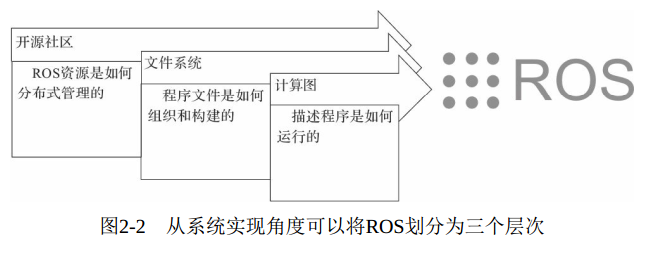 开源社区
ROS资源是如何
分布式管理的
文件系统
程序文件是如何
组织和构建的
计算图
描述程序是如何
运行的
ROS
图2-2 从系统实现角度可以将ROS划分为三个层次